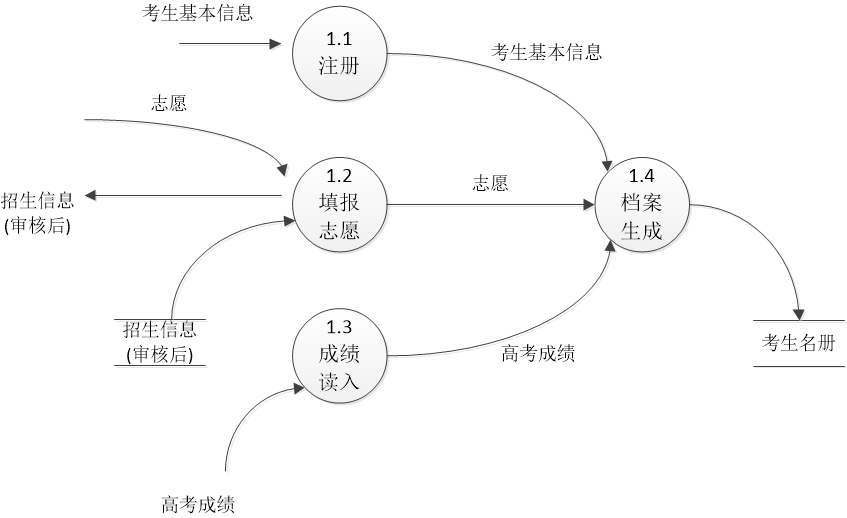 考生基本信息
1.1
注册
考生基本信息
志愿
1.2
填报
志愿
志愿
1.4
档案
生成
招生信息
(审核后)
招生信息
(审核后)
1.3
成绩
读入
高考成绩
考生名册
高考成绩